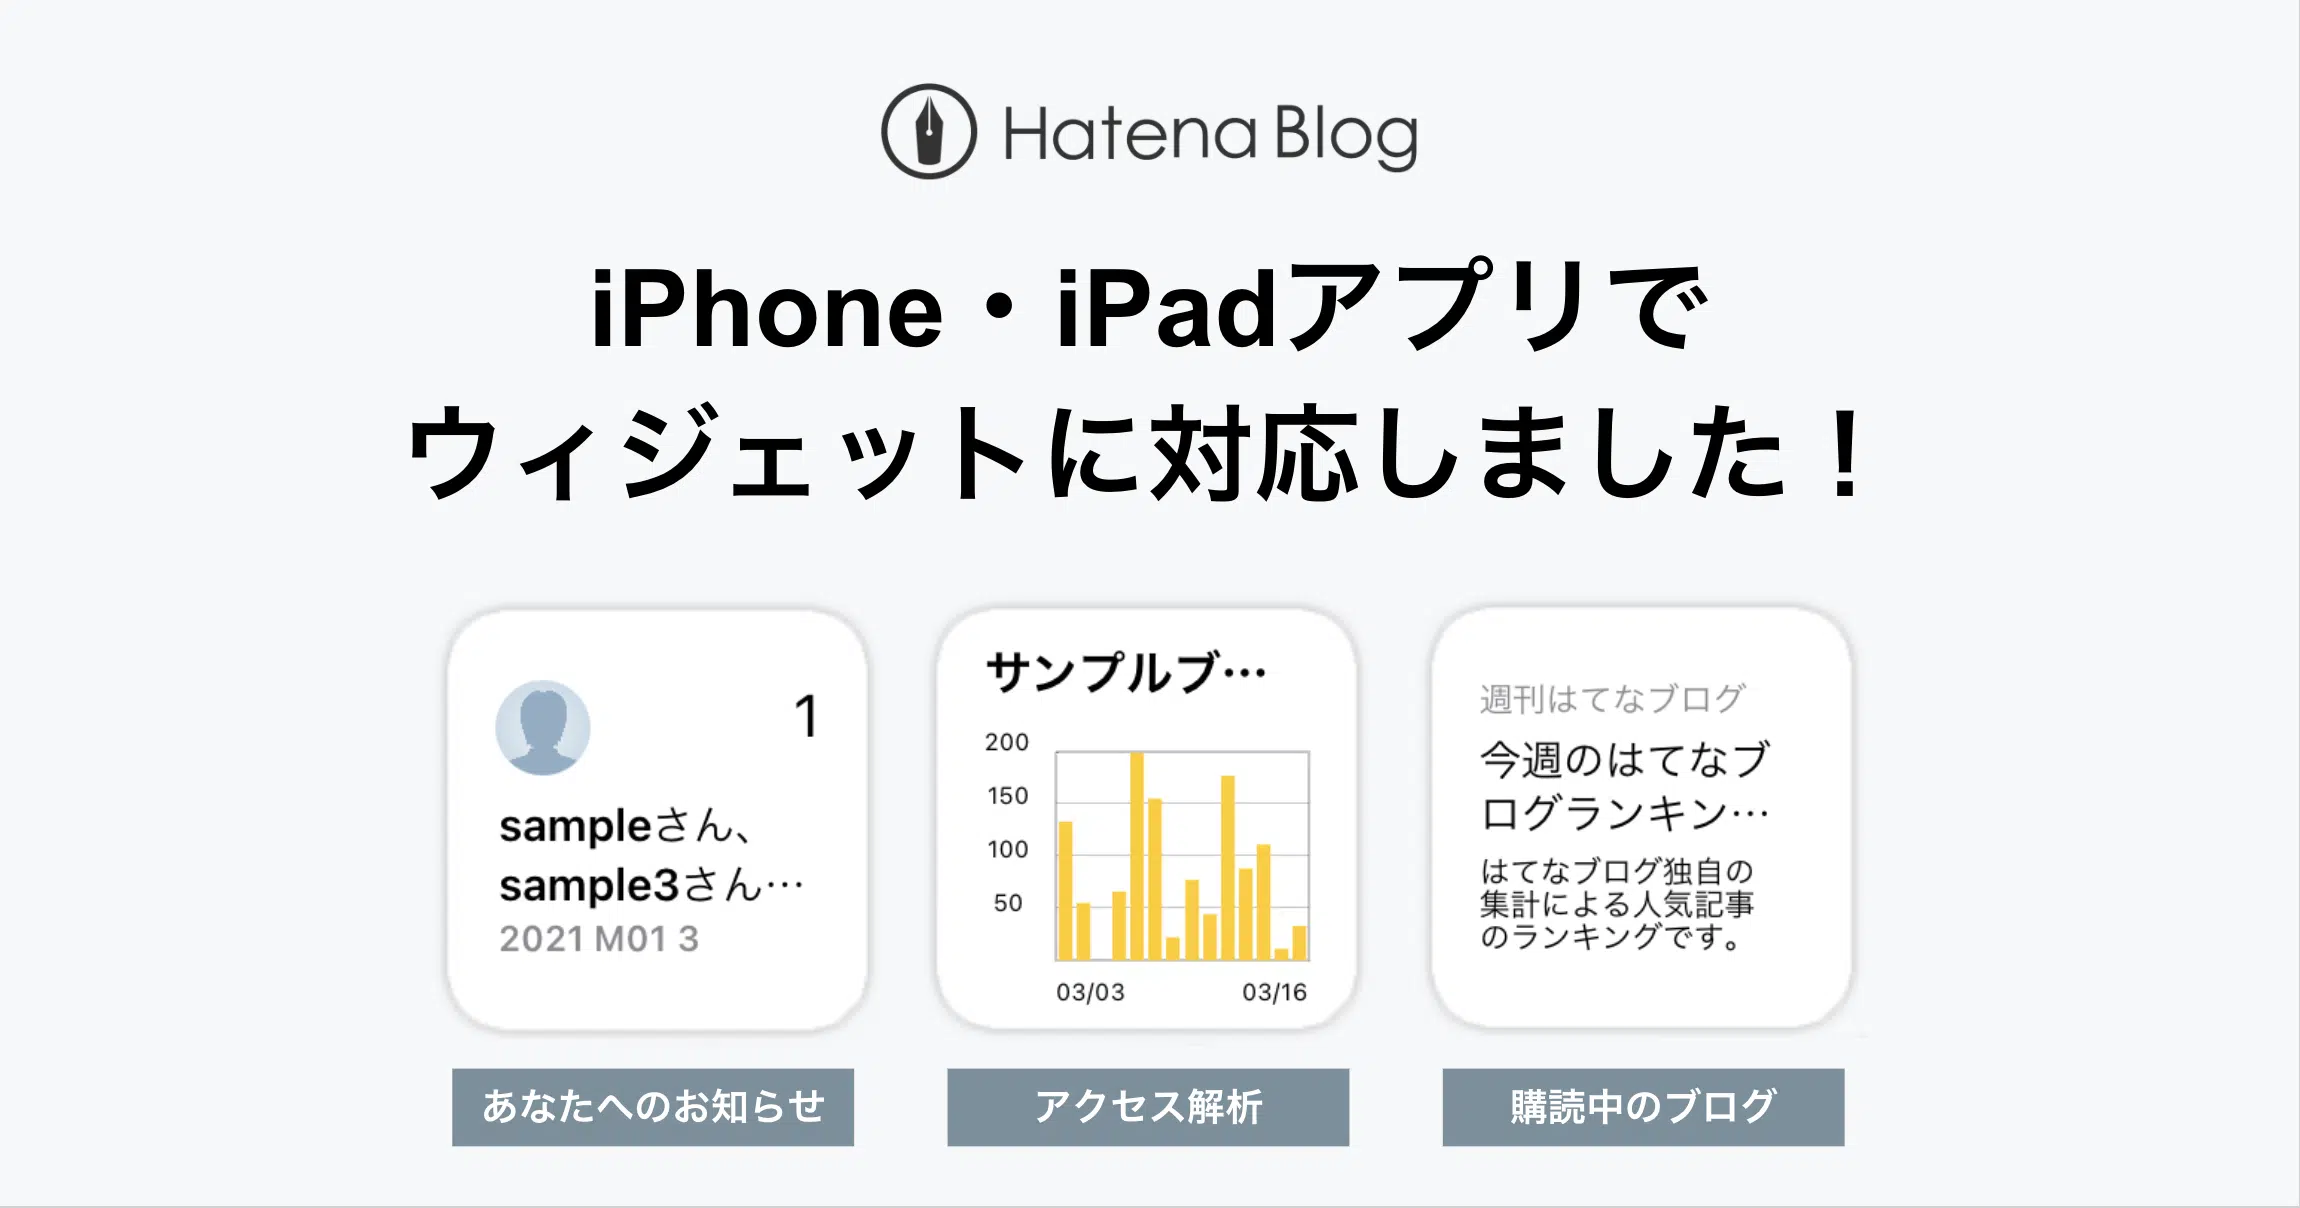 Hatena Blog
iPhone・iPadアプリで
ウィジェットに対応しました！
1
sampleさん、
sample3さん…
2021 M01 3
あなたへのお知らせ
サンプルブ…
200
150
100
50
03/03
03/16
アクセス解析
週刊はてなブログ
今週のはてなブ
ログランキン…
はてなブログ独自の
集計による人気記事
のランキングです。
購読中のブログ